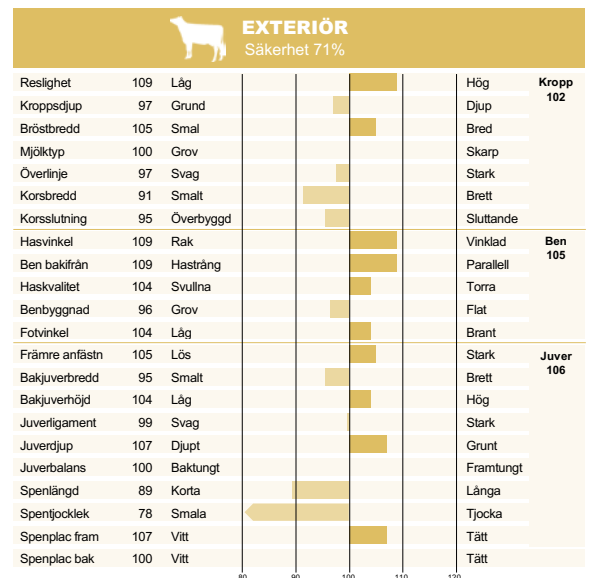 EXTERIÖR
Säkerhet 71%
Reslighet 109 Låg Hög Kropp
102
Kroppsdjup 97 Grund Djup
Bröstbredd 105 Smal Bred
Mjölktyp 100 Grov Skarp
Överlinje 97 Svag Stark
Korsbredd 91 Smalt Brett
Korsslutning 95 Överbyggd Sluttande
Hasvinkel 109 Rak Vinklad Ben
105
Ben bakifrån 109 Hastrång Parallell
Haskvalitet 104 Svullna Torra
Benbyggnad 96 Grov Flat
Fotvinkel 104 Låg Brant
Främre anfästn 105 Lös Stark Juver
106
Bakjuverbredd 95 Smalt Brett
Bakjuverhöjd 104 Låg Hög
Juverligament 99 Svag Stark
Juverdjup 107 Djupt Grunt
Juverbalans 100 Baktungt Framtungt
Spenlängd 89 Korta Långa
Spentjocklek 78 Smala Tjocka
Spenplac fram 107 Vitt Tätt
Spenplac bak 100 Vitt Tätt
80 90 100 110 120